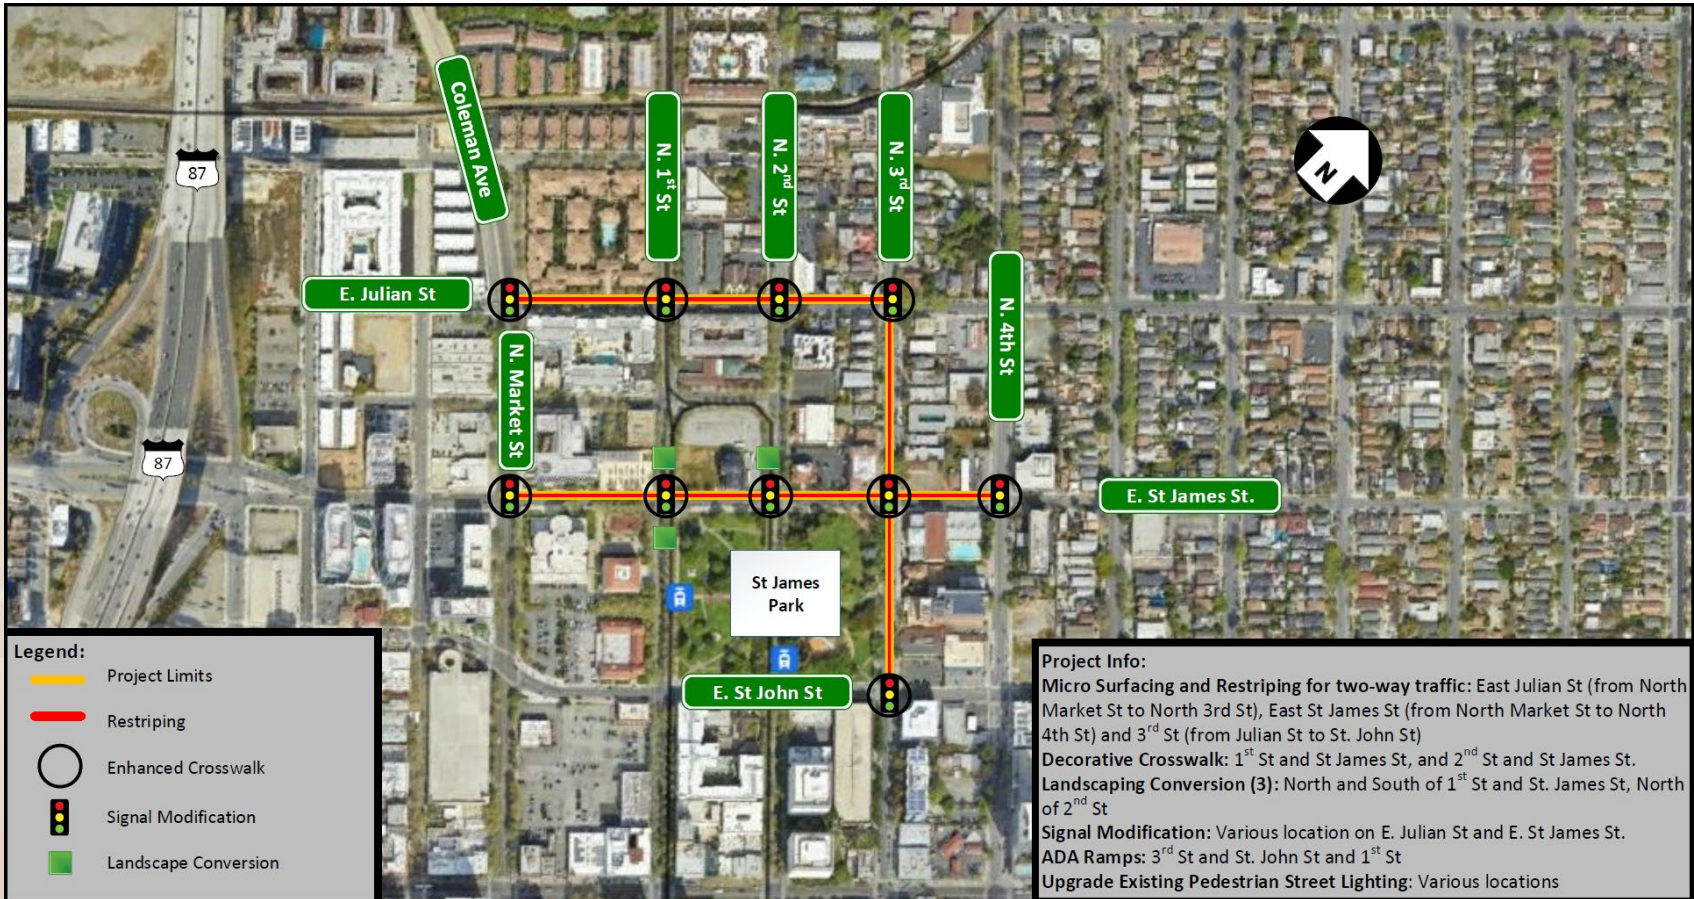 Coleman Ave
N. 1st St
N. 2nd St
N. 3rd St
N
87
E. Julian St
N. Market St
N. 4th St
87
E. St James St.
St James
Park
E. St John St
Legend:
Project Limits
Restriping
Enhanced Crosswalk
Signal Modification
Landscape Conversion
Project Info:
Micro Surfacing and Restriping for two-way traffic: East Julian St (from North
Market St to North 3rd St), East St James St (from North Market St to North
4th St) and 3rd St (from Julian St to St. John St)
Decorative Crosswalk: 1st St and St James St, and 2nd St and St James St.
Landscaping Conversion (3): North and South of 1st St and St. James St, North
of 2nd St
Signal Modification: Various location on E. Julian St and E. St James St.
ADA Ramps: 3rd St and St. John St and 1st St
Upgrade Existing Pedestrian Street Lighting: Various locations